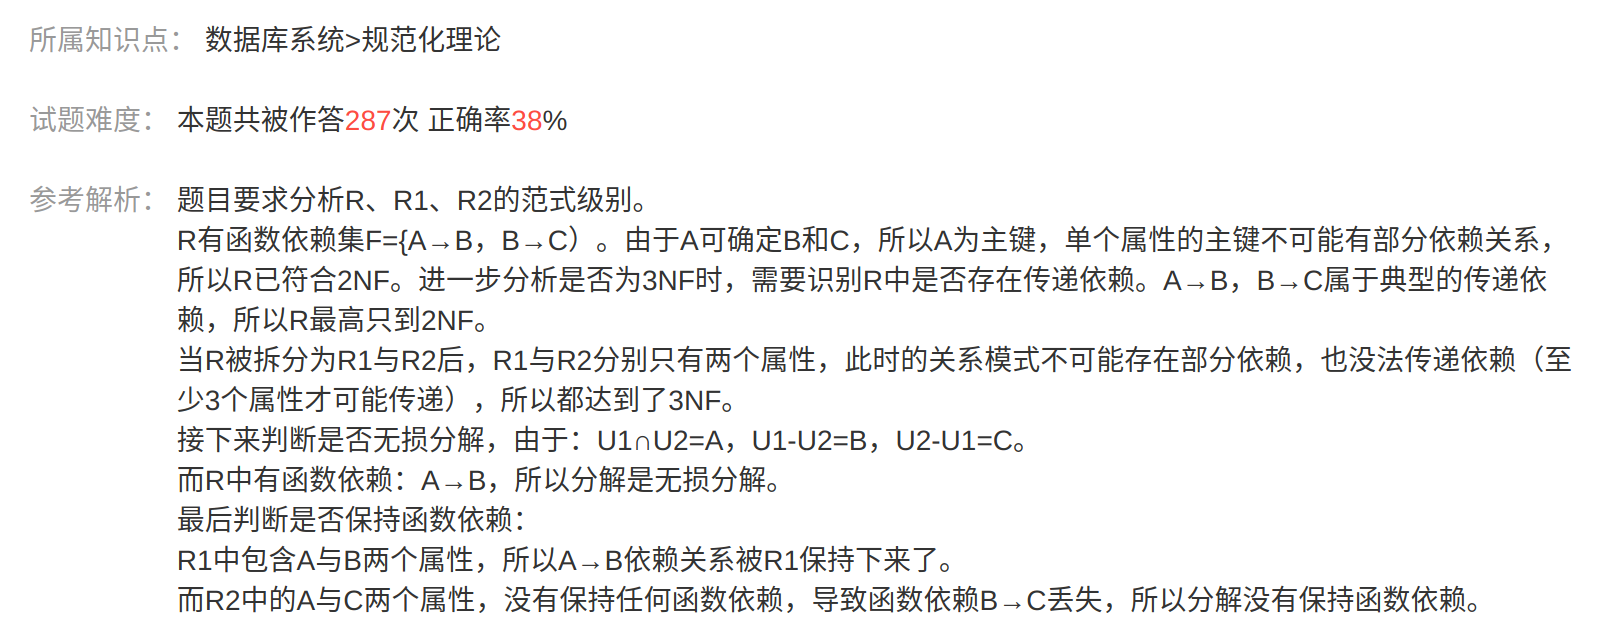 所属知识点： 数据库系统>规范化理论
试题难度： 本题共被作答287次 正确率38%
参考解析： 题目要求分析R、R1、R2的范式级别。
R有函数依赖集F={A→B，B→C）。由于A可确定B和C，所以A为主键，单个属性的主键不可能有部分依赖关系，
所以R已符合2NF。进一步分析是否为3NF时，需要识别R中是否存在传递依赖。A→B，B→C属于典型的传递依
赖，所以R最高只到2NF。
当R被拆分为R1与R2后，R1与R2分别只有两个属性，此时的关系模式不可能存在部分依赖，也没法传递依赖（至
少3个属性才可能传递），所以都达到了3NF。
接下来判断是否无损分解，由于：U1∩U2=A，U1-U2=B，U2-U1=C。
而R中有函数依赖：A→B，所以分解是无损分解。
最后判断是否保持函数依赖：
R1中包含A与B两个属性，所以A→B依赖关系被R1保持下来了。
而R2中的A与C两个属性，没有保持任何函数依赖，导致函数依赖B→C丢失，所以分解没有保持函数依赖。